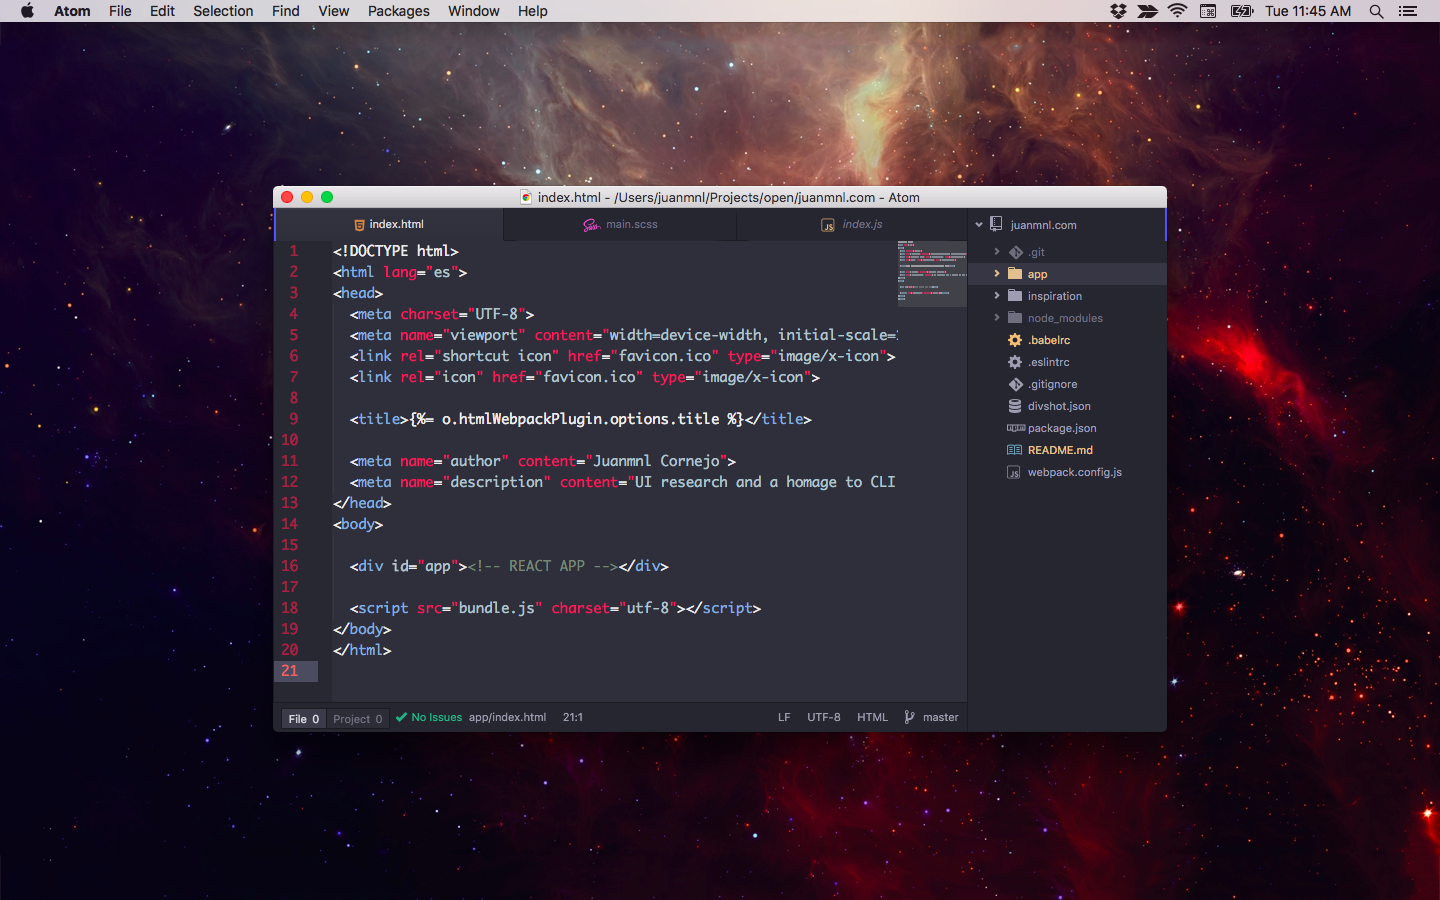 Atom File Edit Selection Find View Packages Window Help Tue 11:45 AM
index.html - /Users/juanmnl/Projects/open/juanmnl.com - Atom
index.html main.scss index.js
1 <!DOCTYPE html>
2 <html lang="es">
3 <head>
4 <meta charset="UTF-8">
5 <meta name="viewport" content="width=device-width, initial-scale=
6 <link rel="shortcut icon" href="favicon.ico" type="image/x-icon">
7 <link rel="icon" href="favicon.ico" type="image/x-icon">
8
9 <title>{%= o.htmlWebpackPlugin.options.title %}</title>
10
11 <meta name="author" content="Juanmnl Cornejo">
12 <meta name="description" content="UI research and a homage to CLI
13 </head>
14 <body>
15
16 <div id="app"><!-- REACT APP --></div>
17
18 <script src="bundle.js" charset="utf-8"></script>
19 </body>
20 </html>
21
juanmnl.com
.git
app
inspiration
node_modules
.babelrc
.eslintrc
.gitignore
divshot.json
package.json
README.md
webpack.config.js
File 0 Project 0 No Issues app/index.html 21:1 LF UTF-8 HTML master